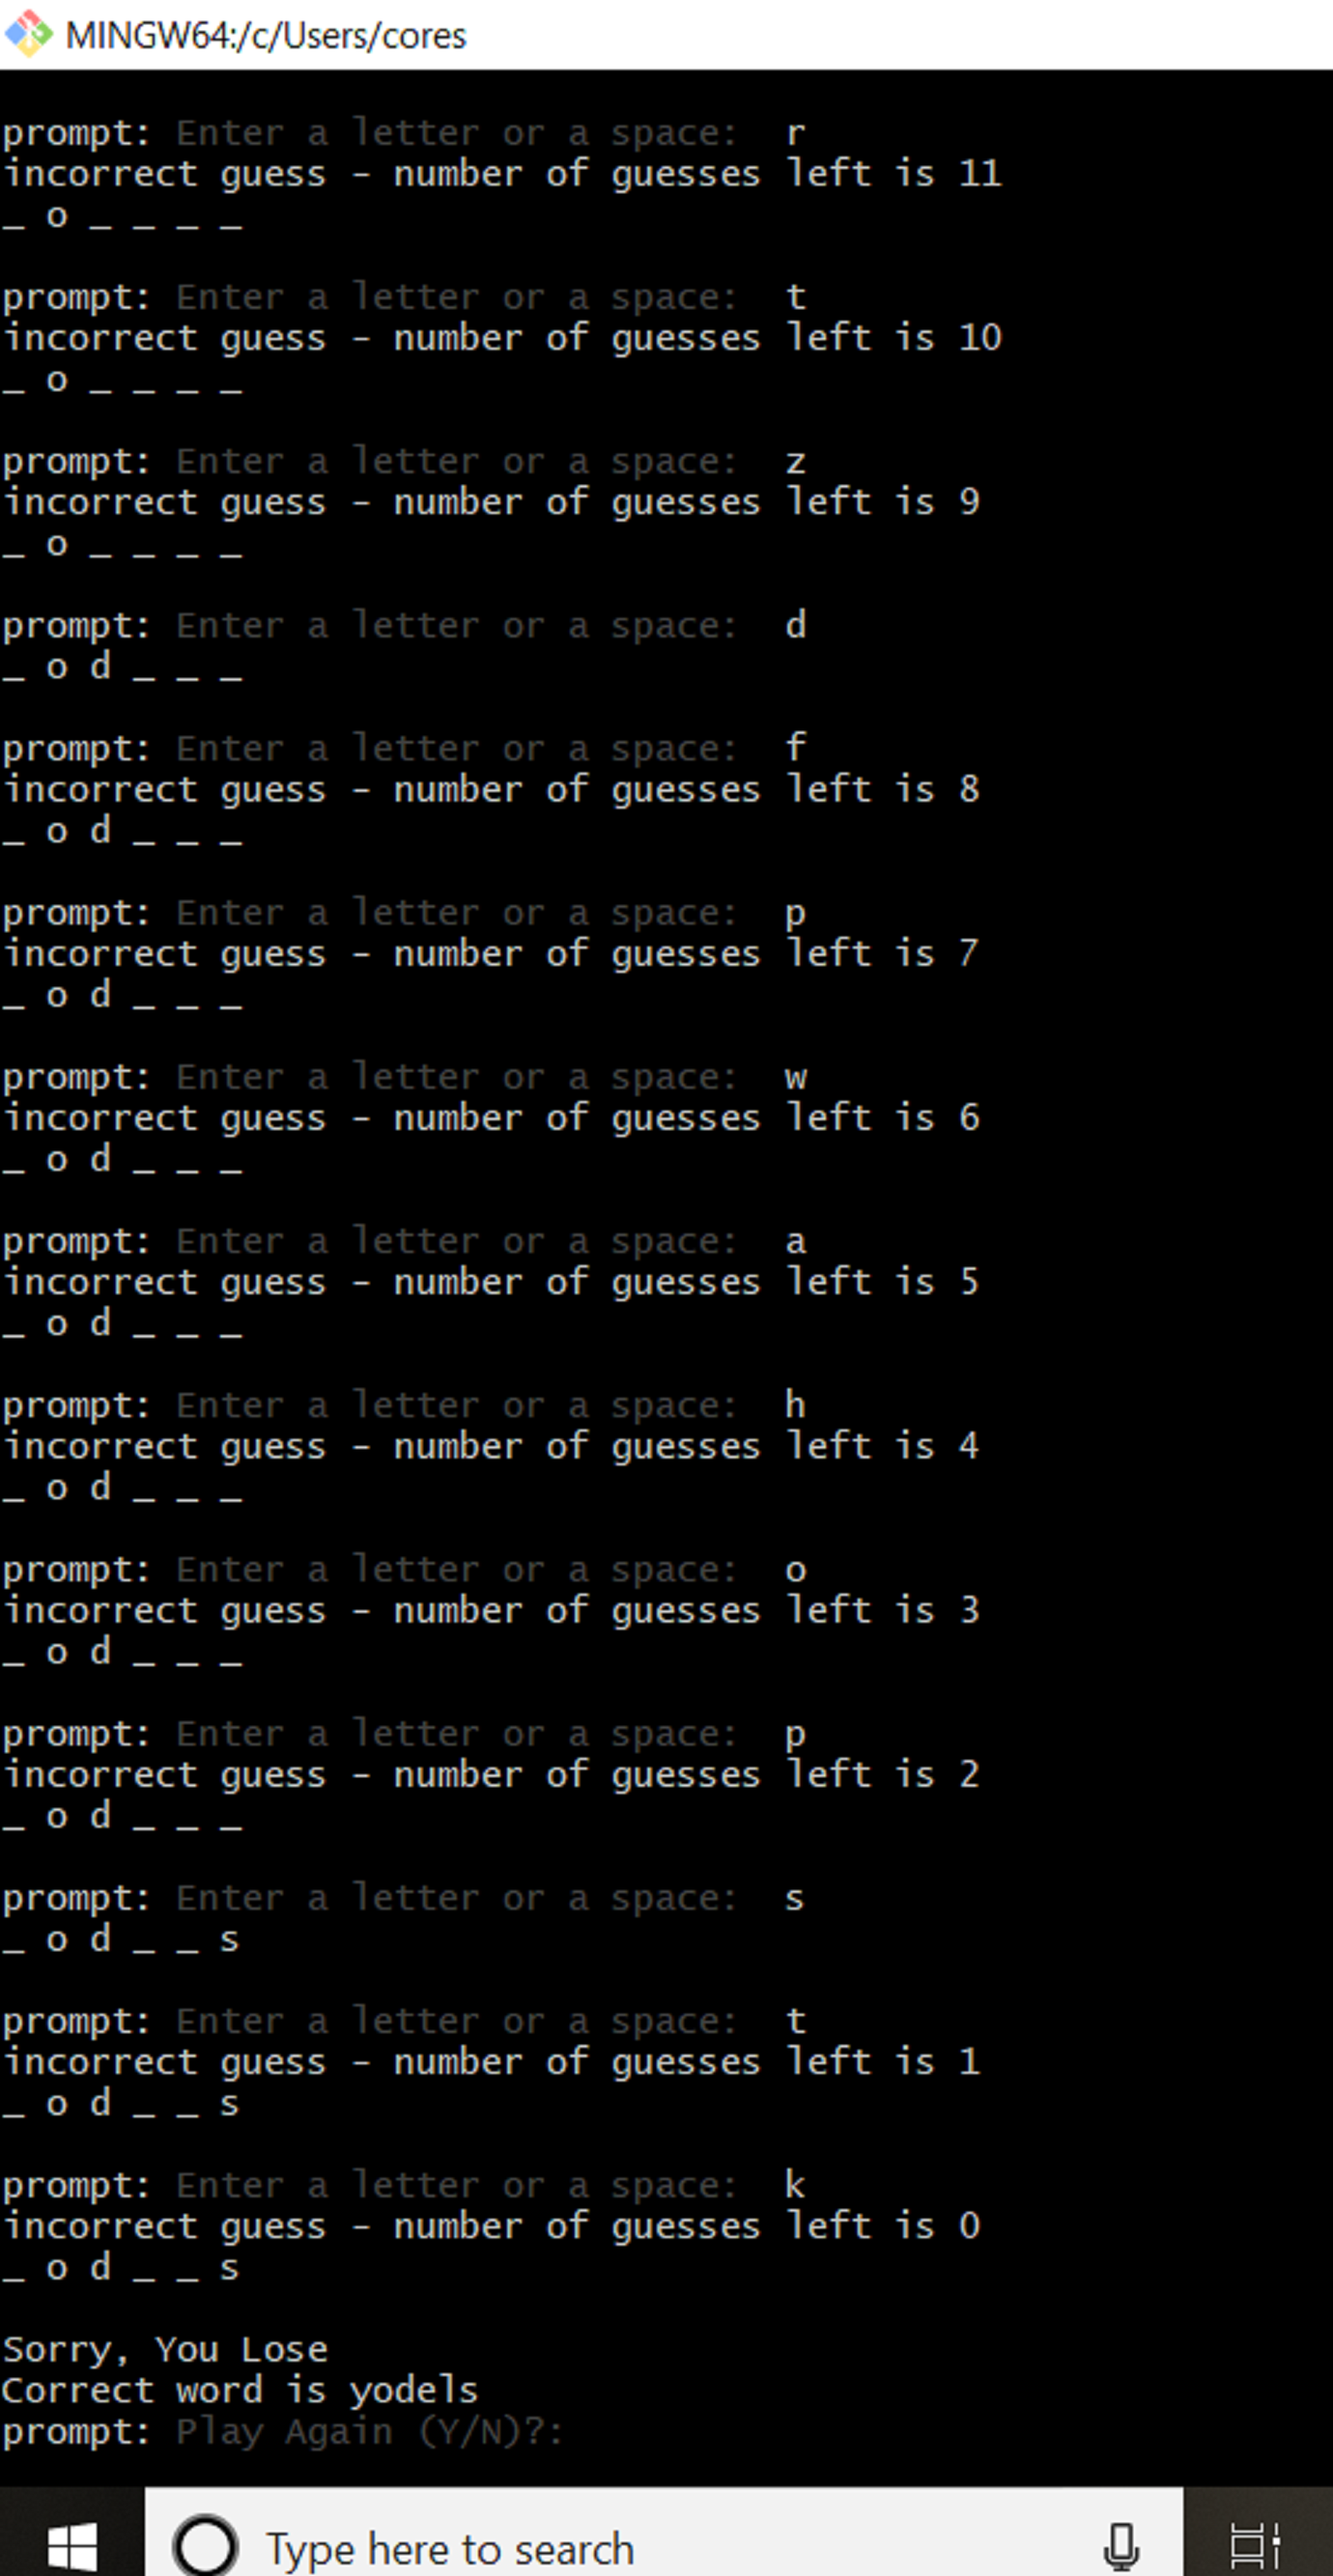 MINGW64:/c/Users/cores
prompt: Enter a letter or a space:  r
incorrect guess - number of guesses left is 11
_ o _ _ _ _
prompt: Enter a letter or a space:  t
incorrect guess - number of guesses left is 10
_ o _ _ _ _
prompt: Enter a letter or a space:  z
incorrect guess - number of guesses left is 9
_ o _ _ _ _
prompt: Enter a letter or a space:  d
_ o d _ _ _
prompt: Enter a letter or a space:  f
incorrect guess - number of guesses left is 8
_ o d _ _ _
prompt: Enter a letter or a space:  p
incorrect guess - number of guesses left is 7
_ o d _ _ _
prompt: Enter a letter or a space:  w
incorrect guess - number of guesses left is 6
_ o d _ _ _
prompt: Enter a letter or a space:  a
incorrect guess - number of guesses left is 5
_ o d _ _ _
prompt: Enter a letter or a space:  h
incorrect guess - number of guesses left is 4
_ o d _ _ _
prompt: Enter a letter or a space:  o
incorrect guess - number of guesses left is 3
_ o d _ _ _
prompt: Enter a letter or a space:  p
incorrect guess - number of guesses left is 2
_ o d _ _ _
prompt: Enter a letter or a space:  s
_ o d _ _ s
prompt: Enter a letter or a space:  t
incorrect guess - number of guesses left is 1
_ o d _ _ s
prompt: Enter a letter or a space:  k
incorrect guess - number of guesses left is 0
_ o d _ _ s
Sorry, You Lose
Correct word is yodels
prompt: Play Again (Y/N)?:
Type here to search